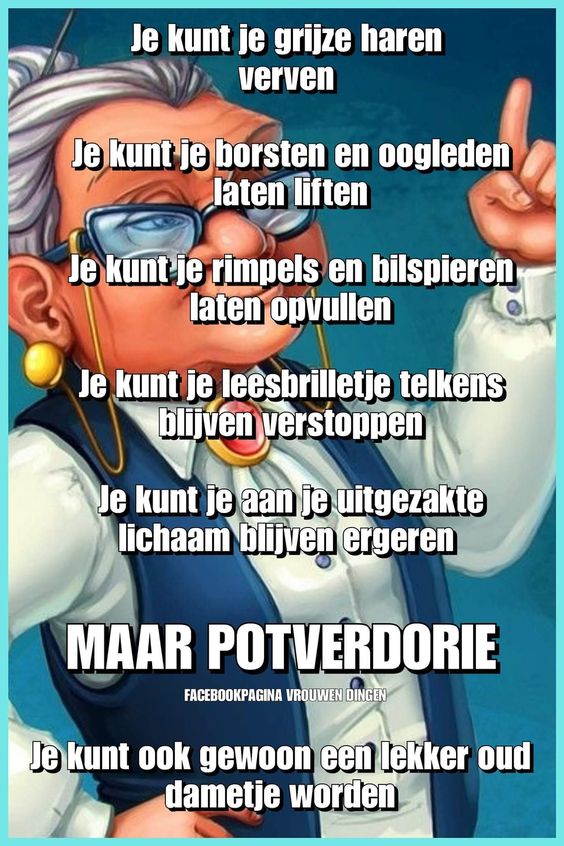 Je kunt je grijze haren
verven
Je kunt je borsten en oogleden
laten liften
Je kunt je rimpels en bilspieren
laten opvullen
Je kunt je leesbrilletje telkens
blijven verstoppen
Je kunt je aan je uitgezakte
lichaam blijven ergeren
MAAR POTVERDORIE
FACEBOOKPAGINA VROUWEN DINGEN
Je kunt ook gewoon een lekker oud
dametje worden